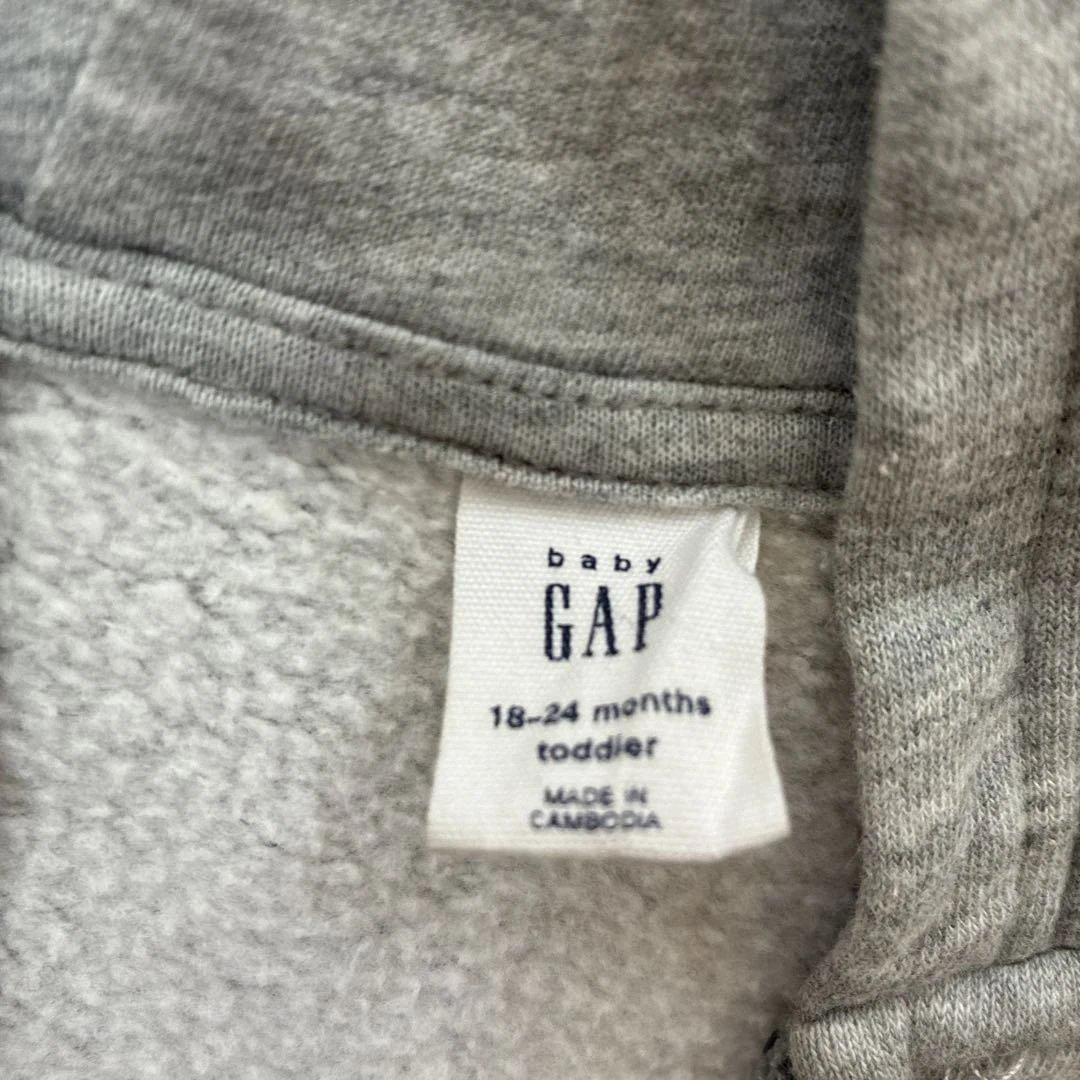 baby
GAP
18-24 months
toddler
MADE IN
CAMBODIA